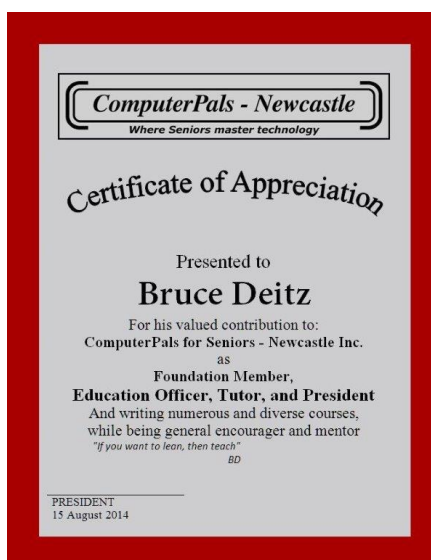 ComputerPals - Newcastle
Where Seniors master technology
Certificate of Appreciation
Presented to
Bruce Deitz
For his valued contribution to:
ComputerPals for Seniors - Newcastle Inc.
as
Foundation Member,
Education Officer, Tutor, and President
And writing numerous and diverse courses,
while being general encourager and mentor
"If you want to lean, then teach"
BD
PRESIDENT
15 August 2014